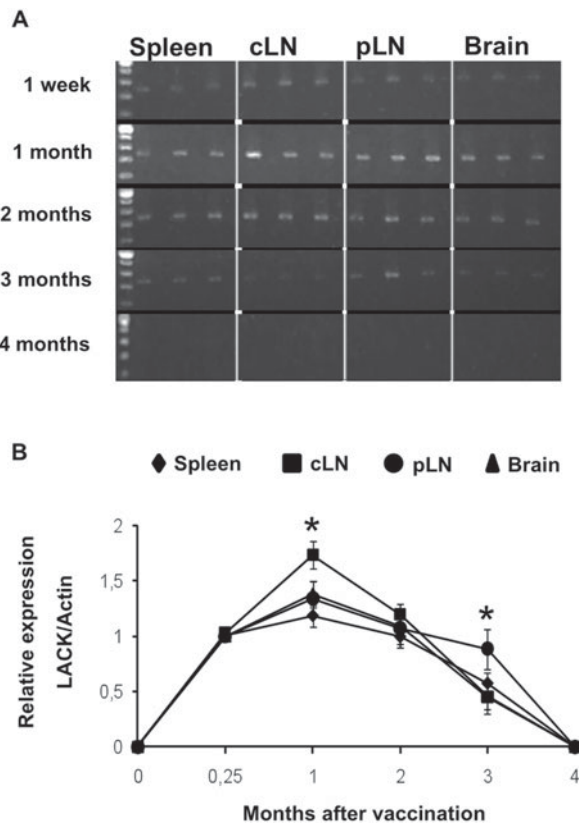 A
Spleen cLN pLN Brain
1 week
1 month
2 months
3 months
4 months
B
Spleen cLN pLN Brain
Relative expression
LACK/Actin
2
1,5
1
0,5
0
* *
0 0,25 1 2 3 4
Months after vaccination